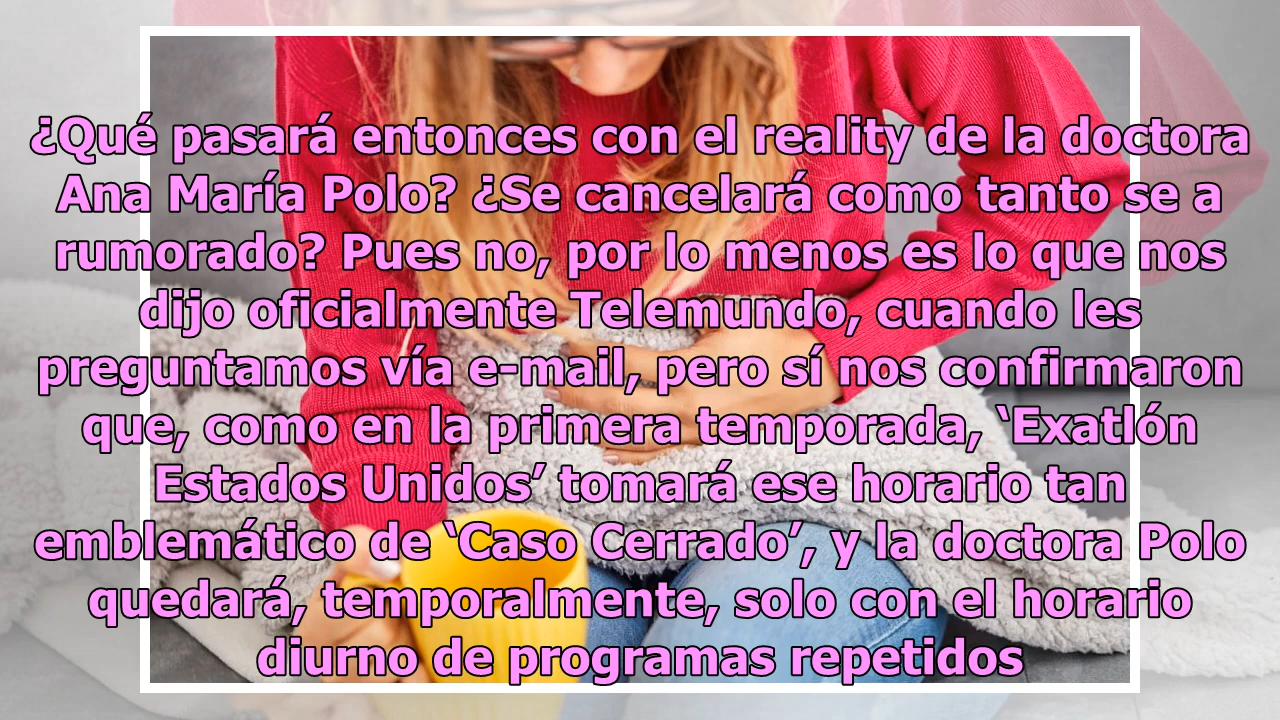 ¿Qué pasará entonces con el reality de la doctora
Ana María Polo? ¿Se cancelará como tanto se a
rumorado? Pues no, por lo menos es lo que nos
dijo oficialmente Telemundo, cuando les
preguntamos vía e-mail, pero sí nos confirmaron
que, como en la primera temporada, ‘Exatlón
Estados Unidos’ tomará ese horario tan
emblemático de ‘Caso Cerrado’, y la doctora Polo
quedará, temporalmente, solo con el horario
diurno de programas repetidos